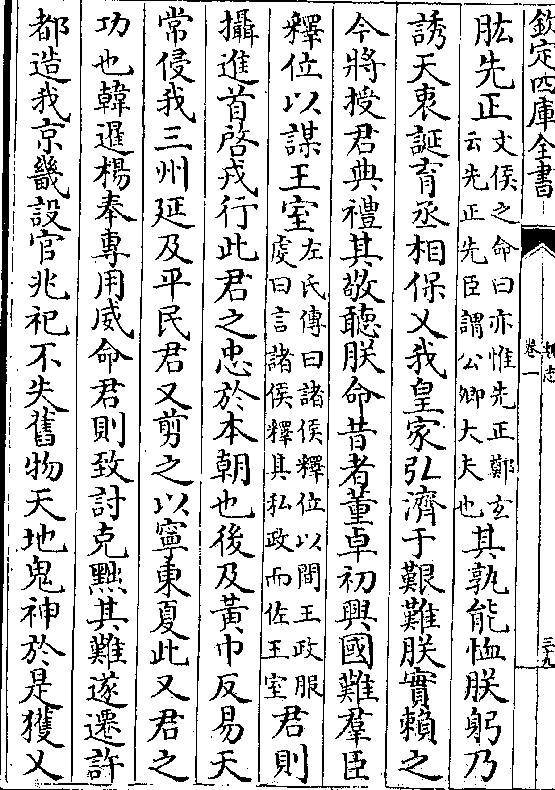 欽定四庫全書
魏志
卷一
三十九
肱先正文侯之命曰亦惟先正鄭玄云先正先臣謂公卿大夫也其孰能恤朕躬乃
誘天衷誕育丞相保乂我皇家弘濟于艱難朕實賴之
今將授君典禮其敬聽朕命昔者董卓初興國難羣臣
釋位以謀王室左氏傳曰諸侯釋位以間王政服虔曰言諸侯釋其私政而佐王室君則
攝進首啓戎行此君之忠於本朝也後及黃巾反易天
常侵我三州延及平民君又剪之以寧東夏此又君之
功也韓暹楊奉專用威命君則致討克黜其難遂遷許
都造我京畿設官兆祀不失舊物天地鬼神於是獲乂